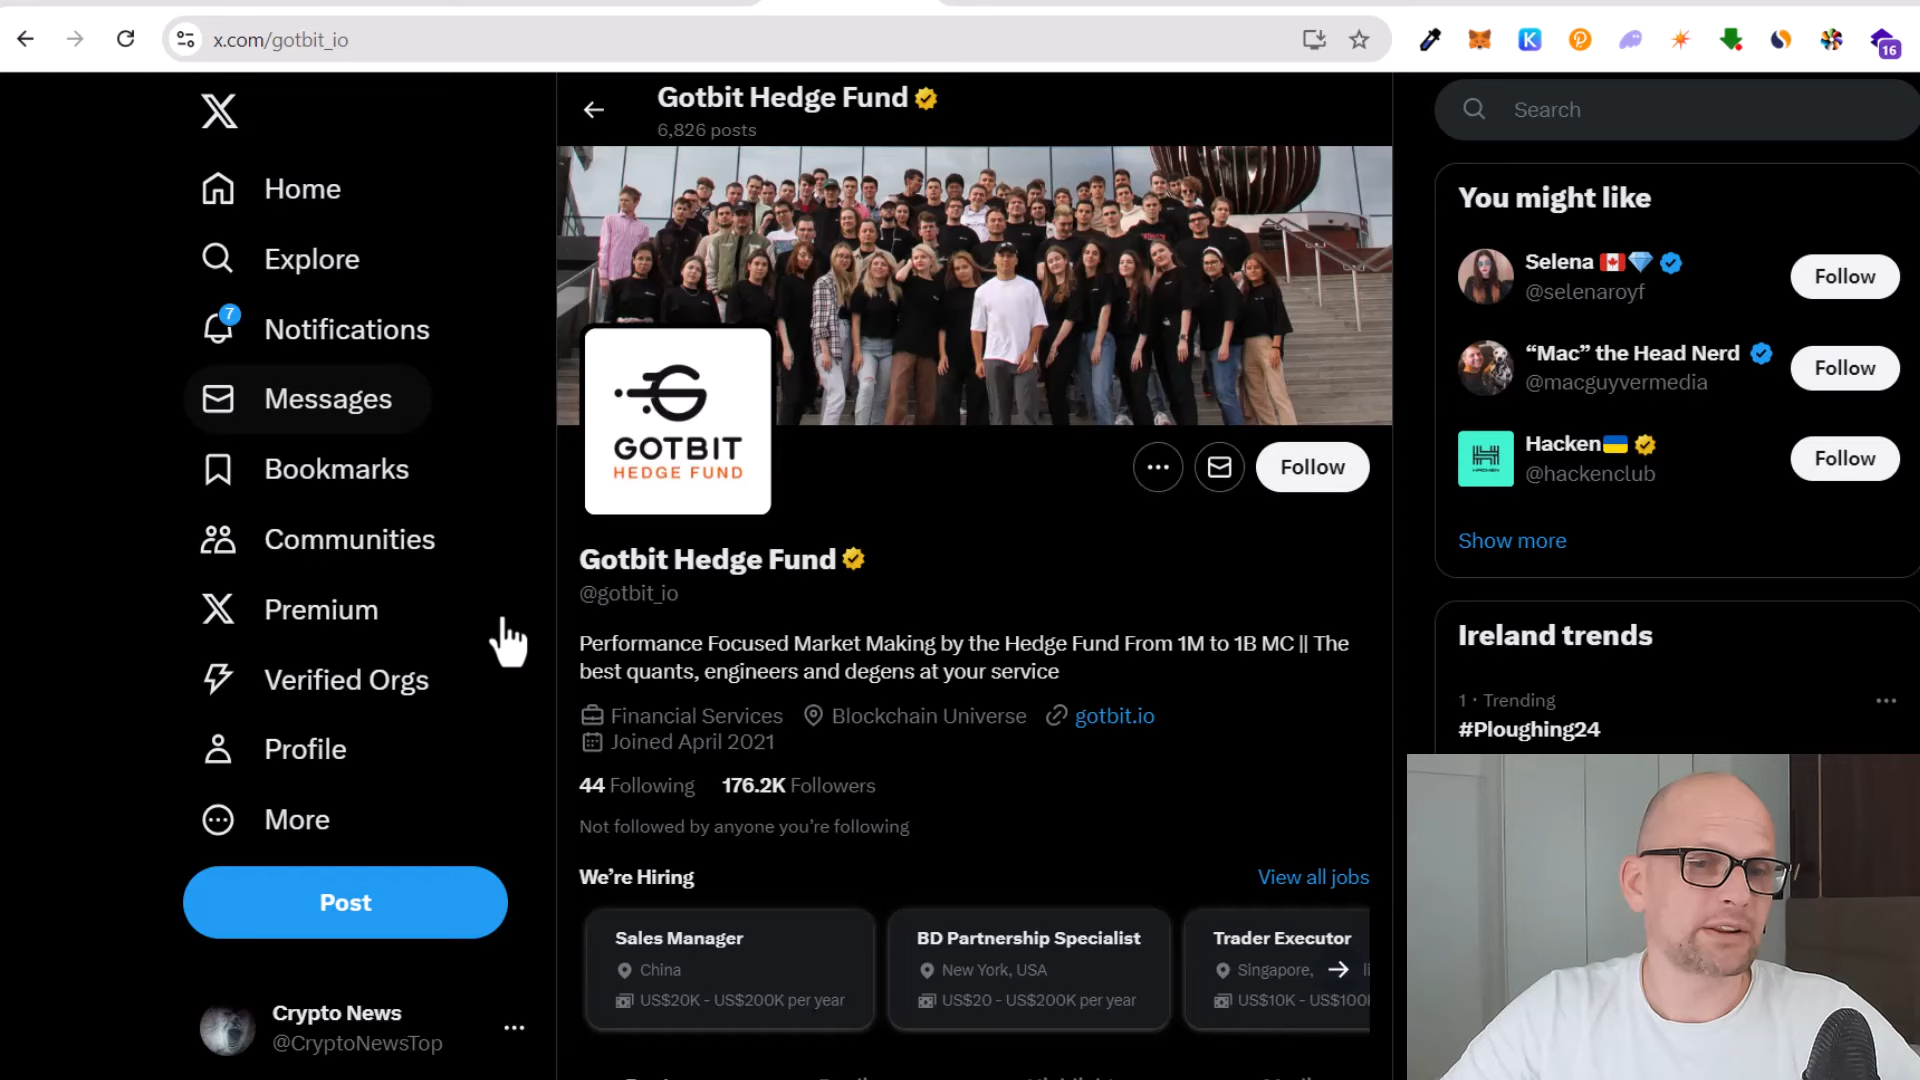 x.com/gotbit_io
16
Gotbit Hedge Fund
6,826 posts
Search
Home
Explore
7
Notifications
Messages
Bookmarks
Communities
Premium
Verified Orgs
Profile
More
Post
Crypto News
@CryptoNewsTop
GOTBIT
HEDGE FUND
Follow
Gotbit Hedge Fund
@gotbit_io
Performance Focused Market Making by the Hedge Fund From 1M to 1B MC || The
best quants, engineers and degens at your service
Financial Services Blockchain Universe gotbit.io
Joined April 2021
44 Following 176.2K Followers
Not followed by anyone you're following
We're Hiring View all jobs
Sales Manager
China
US$20K - US$200K per year
BD Partnership Specialist
New York, USA
US$20 - US$200K per year
Trader Executor
Singapore,
US$10K - US$100K
You might like
Selena
@selenaroyf
Follow
“Mac” the Head Nerd
@macguyvermedia
Follow
Hacken
@hackenclub
Follow
Show more
Ireland trends
1 · Trending
#Ploughing24